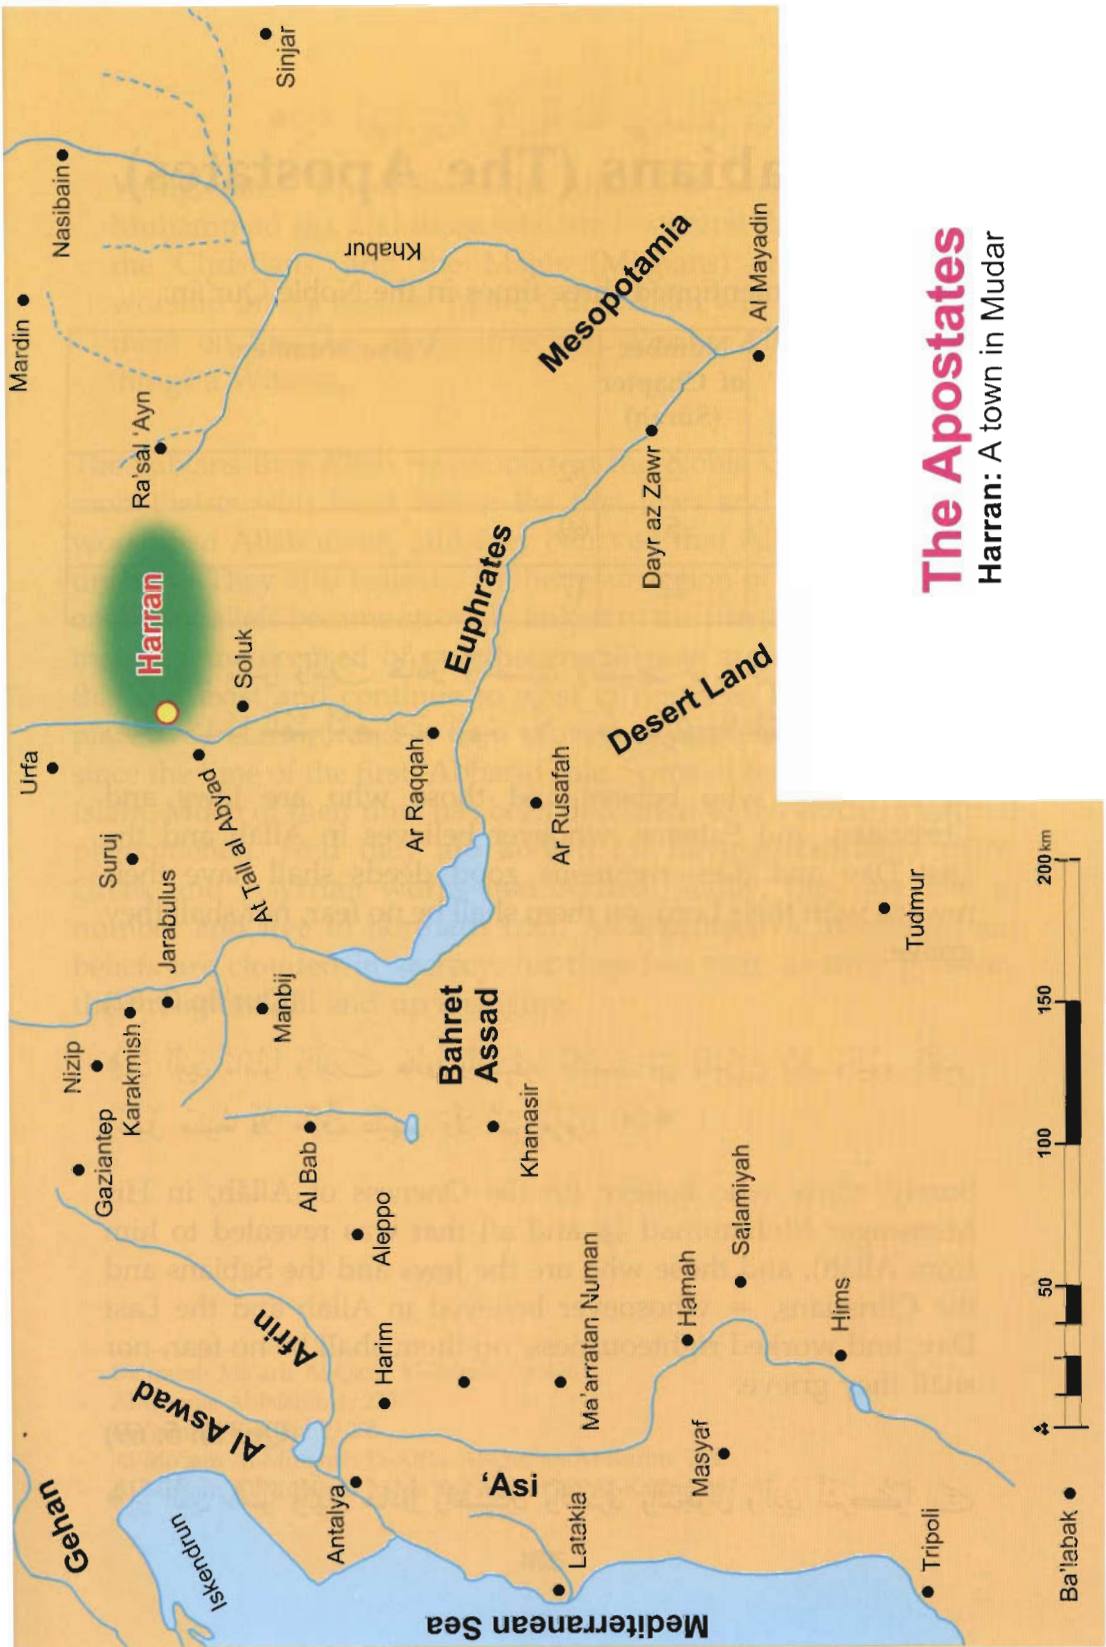 Sinjar
Nasibain
Mardin
Khabur
Mesopotamia
Al Mayadin
Ra'sal 'Ayn
Harran
Dayr az Zawr
Euphrates
Soluk
Desert Land
Urfa
At Tall al Abyad
Ar Raqqah
Ar Rusafah
Suruj
Jarabulus
Tudmur
Manbij
Bahret
Assad
Nizip
Karakmish
Gaziantep
Khanasir
Al Bab
Aleppo
Salamiyah
Afrin
Harim
Ma'arratan Numan
Hamah
Hims
Al Aswad
Masyaf
'Asi
Gehan
Iskendrun
Antalya
Latakia
Tripoli
Ba'labak
Mediterranean Sea
50
100
150
200 km
The Apostates
Harran: A town in Mudar